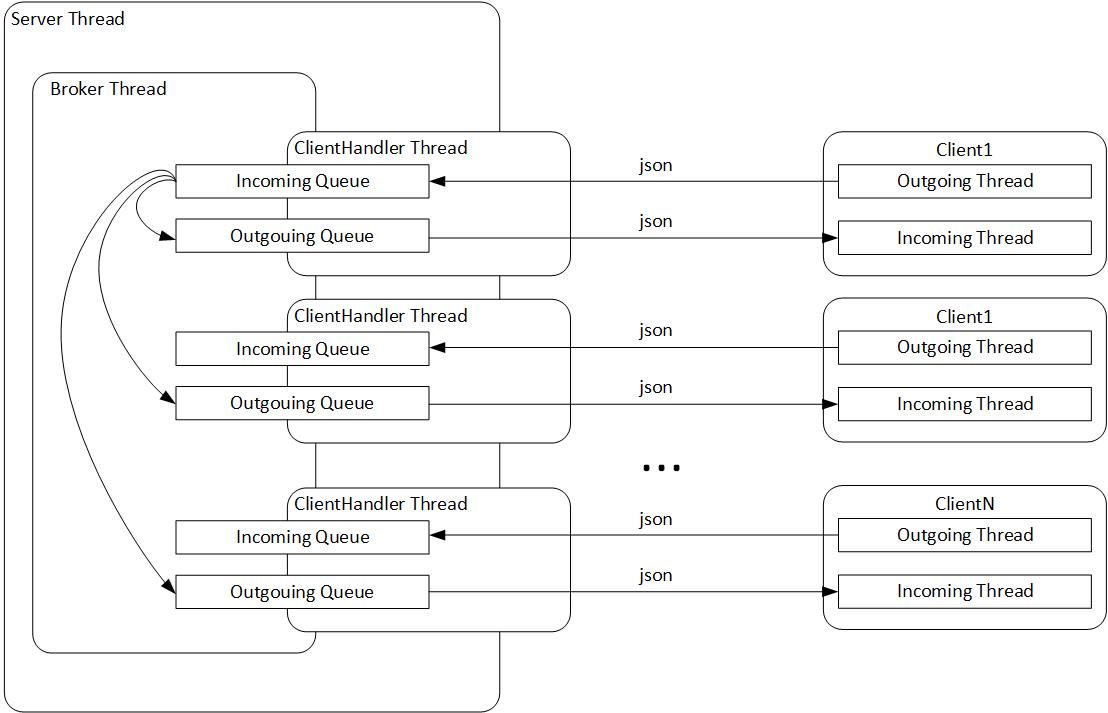 Server Thread
Broker Thread
ClientHandler Thread
Incoming Queue
Outgouing Queue
json
json
Client1
Outgoing Thread
Incoming Thread
ClientHandler Thread
Incoming Queue
Outgouing Queue
json
json
Client1
Outgoing Thread
Incoming Thread
...
ClientHandler Thread
Incoming Queue
Outgouing Queue
json
json
ClientN
Outgoing Thread
Incoming Thread